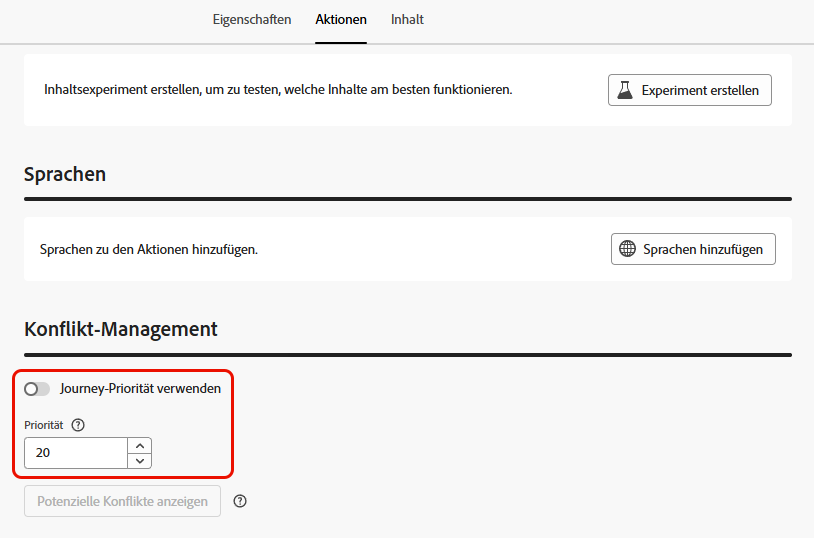 Eigenschaften Aktionen Inhalt
Inhaltsexperiment erstellen, um zu testen, welche Inhalte am besten funktionieren. Experiment erstellen
Sprachen
Sprachen zu den Aktionen hinzufügen. Sprachen hinzufügen
Konflikt-Management
Journey-Priorität verwenden
Priorität ?
20
Potenzielle Konflikte anzeigen ?